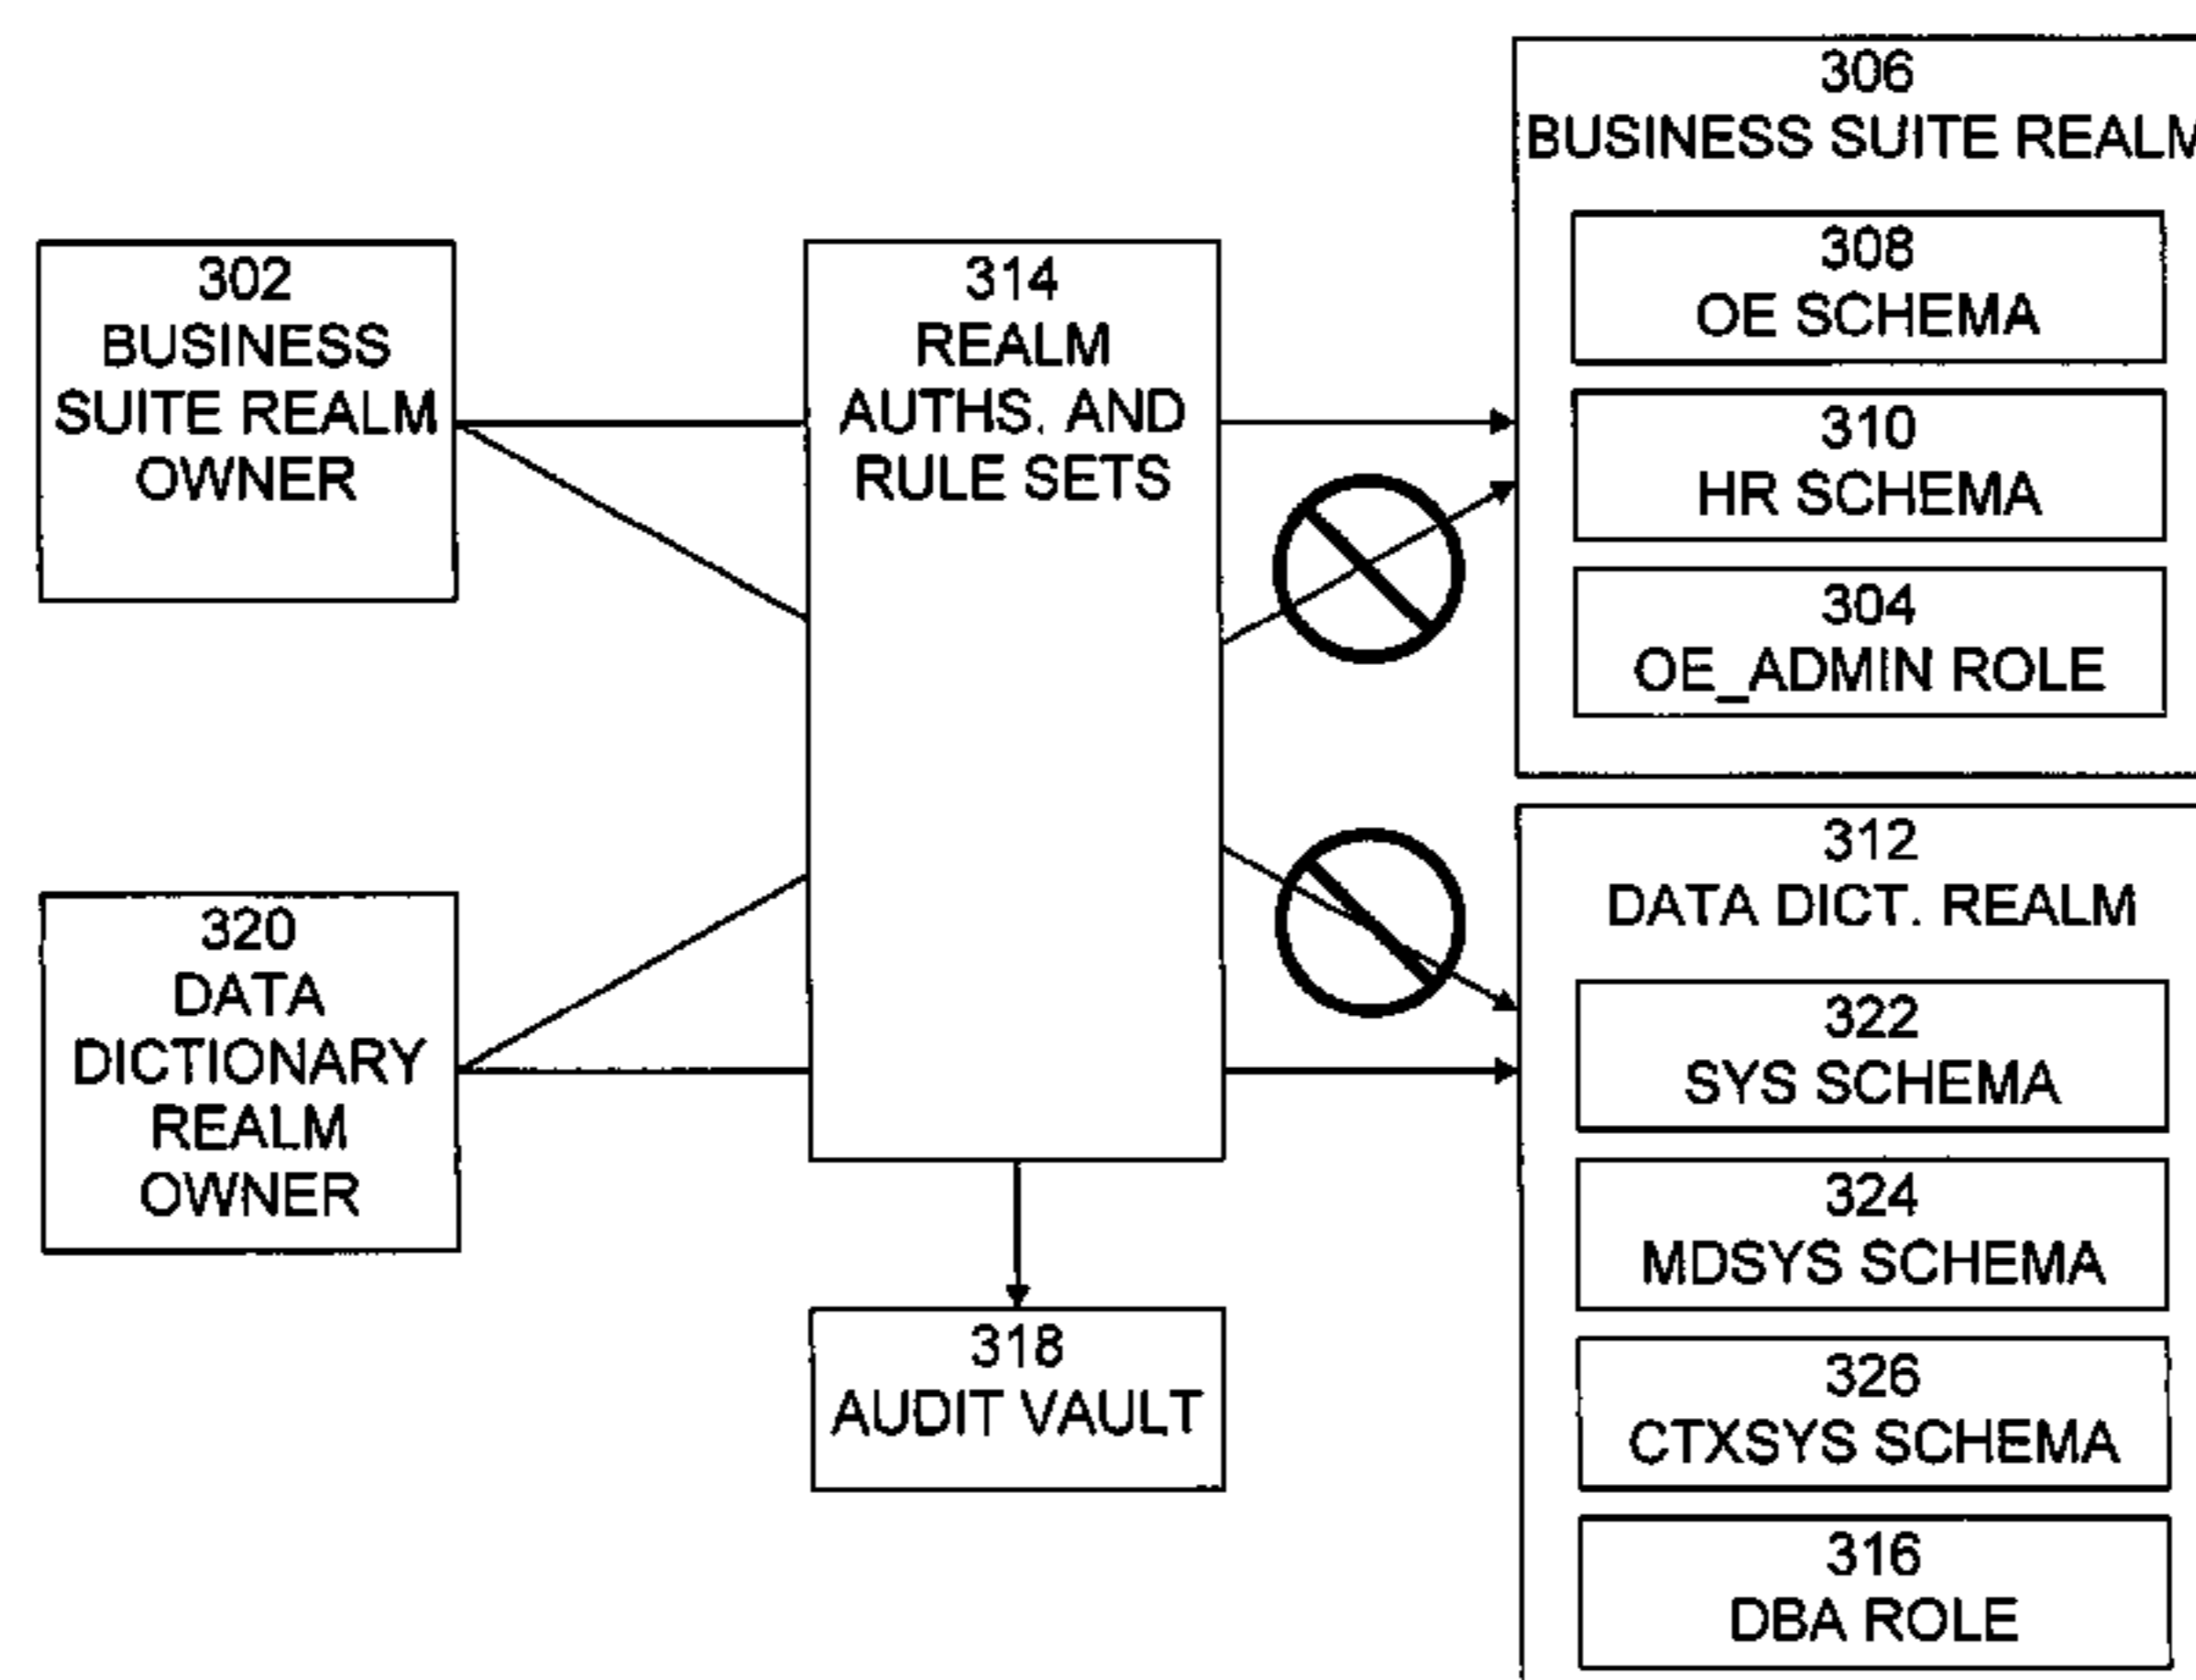 306
BUSINESS SUITE REALM
308
OE SCHEMA
310
HR SCHEMA
304
OE_ADMIN ROLE
302
BUSINESS
SUITE REALM
OWNER
314
REALM
AUTHS. AND
RULE SETS
320
DATA
DICTIONARY
REALM
OWNER
318
AUDIT VAULT
312
DATA DICT. REALM
322
SYS SCHEMA
324
MDSYS SCHEMA
326
CTXSYS SCHEMA
316
DBA ROLE